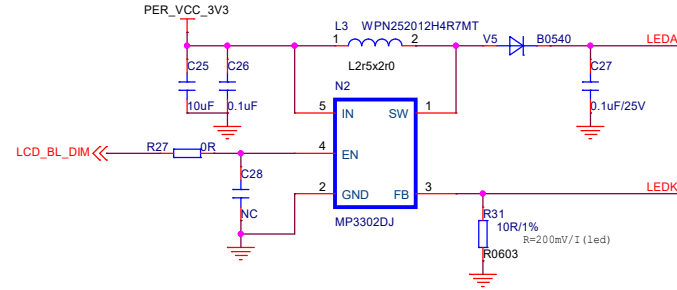 PER_VCC_3V3
L3 WPN252012H4R7MT
1 2 V5 B0540 LEDA
C25 C26 L2r5x2r0 C27
N2
10uF 0.1uF 5 IN SW 1 0.1uF/25V
LCD_BL_DIM R27 0R 4 EN
C28
2 GND FB 3 LEDK
NC MP3302DJ R31
10R/1%
R=200mV/I(led)
R0603